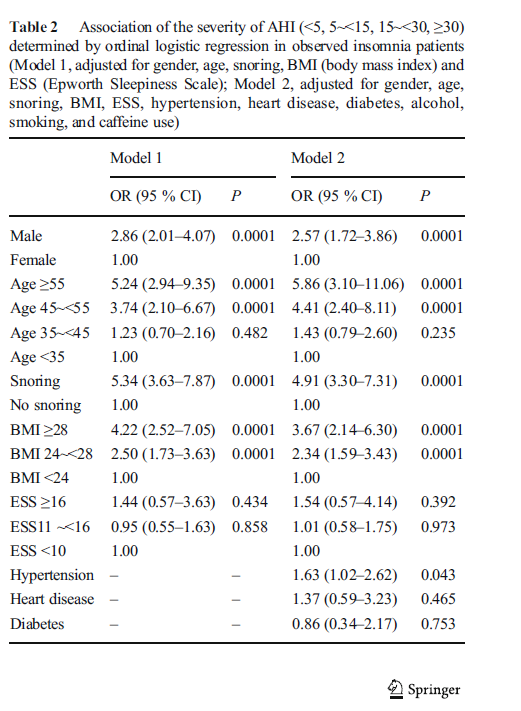 Table 2 Association of the severity of AHI (<5, 5~<15, 15~<30, ≥30)
determined by ordinal logistic regression in observed insomnia patients
(Model 1, adjusted for gender, age, snoring, BMI (body mass index) and
ESS (Epworth Sleepiness Scale); Model 2, adjusted for gender, age,
snoring, BMI, ESS, hypertension, heart disease, diabetes, alcohol,
smoking, and caffeine use)
Model 1 Model 2
OR (95 % CI) P OR (95 % CI) P
Male 2.86 (2.01–4.07) 0.0001 2.57 (1.72–3.86) 0.0001
Female 1.00 1.00
Age ≥55 5.24 (2.94–9.35) 0.0001 5.86 (3.10–11.06) 0.0001
Age 45~<55 3.74 (2.10–6.67) 0.0001 4.41 (2.40–8.11) 0.0001
Age 35~<45 1.23 (0.70–2.16) 0.482 1.43 (0.79–2.60) 0.235
Age <35 1.00 1.00
Snoring 5.34 (3.63–7.87) 0.0001 4.91 (3.30–7.31) 0.0001
No snoring 1.00 1.00
BMI ≥28 4.22 (2.52–7.05) 0.0001 3.67 (2.14–6.30) 0.0001
BMI 24~<28 2.50 (1.73–3.63) 0.0001 2.34 (1.59–3.43) 0.0001
BMI <24 1.00 1.00
ESS ≥16 1.44 (0.57–3.63) 0.434 1.54 (0.57–4.14) 0.392
ESS11 ~<16 0.95 (0.55–1.63) 0.858 1.01 (0.58–1.75) 0.973
ESS <10 1.00 1.00
Hypertension – – 1.63 (1.02–2.62) 0.043
Heart disease – – 1.37 (0.59–3.23) 0.465
Diabetes – – 0.86 (0.34–2.17) 0.753
Springer